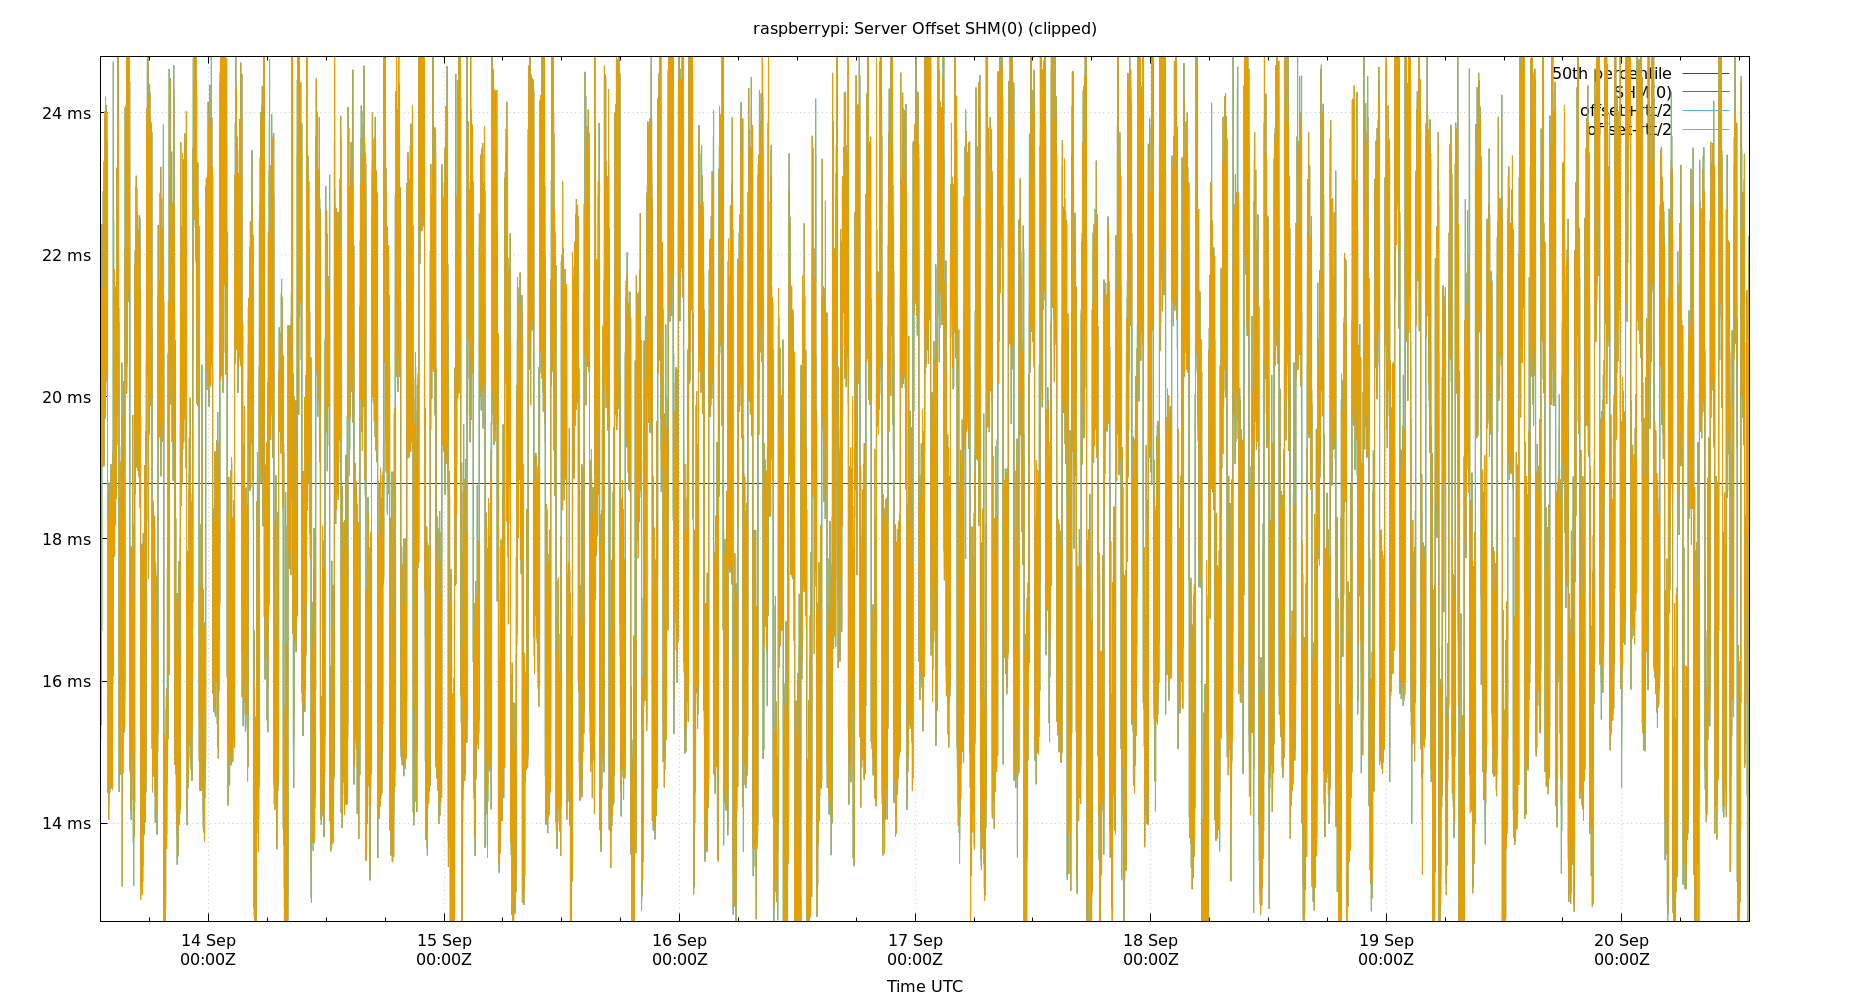 raspberrypi: Server Offset SHM(0) (clipped)
50th percentile
SHM(0)
offset+rtt/2
offset-rtt/2
24 ms
22 ms
20 ms
18 ms
16 ms
14 ms
14 Sep 15 Sep 16 Sep 17 Sep 18 Sep 19 Sep 20 Sep
00:00Z 00:00Z 00:00Z 00:00Z 00:00Z 00:00Z 00:00Z
Time UTC